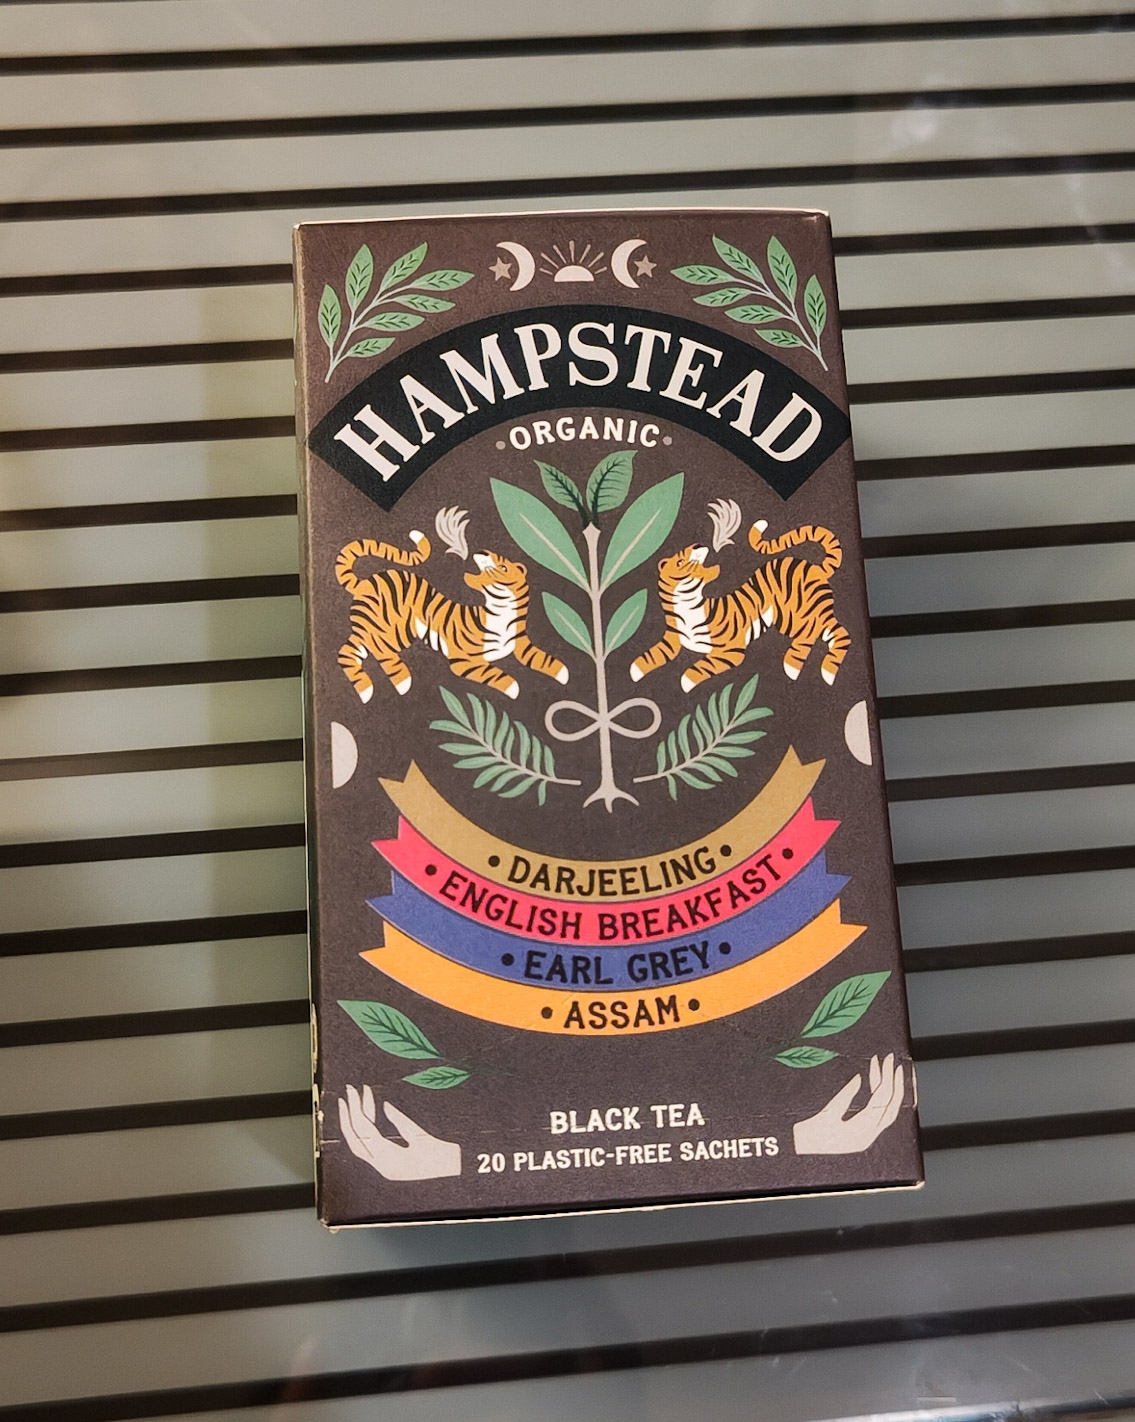 HAMPSTEAD
•ORGANIC•
• DARJEELING •
• ENGLISH BREAKFAST •
• EARL GREY •
• ASSAM •
BLACK TEA
20 PLASTIC-FREE SACHETS